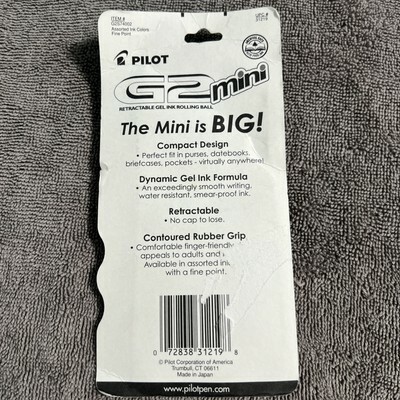 ITEM #
Assorted Ink Colors
Fine Point
PILOT
G2mini
RETRACTABLE GEL INK ROLLING BALL
The Mini is BIG!
Compact Design
• Perfect fit in purses, datebooks,
briefcases, pockets - virtually anywhere!
Dynamic Gel Ink Formula
• An exceedingly smooth writing,
water resistant, smear-proof ink.
Retractable
• No cap to lose.
Contoured Rubber Grip
• Comfortable finger-friendly
appeals to adults and
Available in assorted ink
with a fine point.
0 72838 31219 8
© Pilot Corporation of America
Trumbull, CT 06611
Made in Japan
www.pilotpen.com